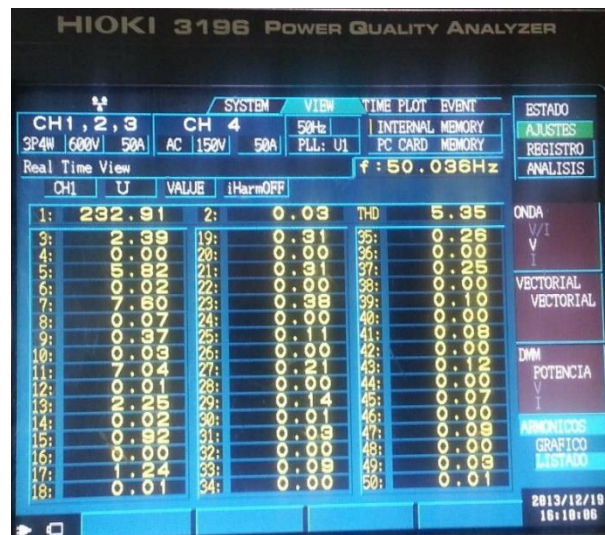 HIOKI 3196 POWER QUALITY ANALYZER
SYSTEM VIEW TIME PLOT EVENT ESTADO
CH1,2,3 CH 4 50Hz INTERNAL MEMORY AJUSTES
3P4W 600V 50A AC 150V 50A PLL: U1 PC CARD MEMORY REGISTRO
Real Time View f:50.036Hz ANALISIS
CH1 U VALUE iHarmOFF
1: 232.91 2: 0.03 THD 5.35 ONDA
3: 2.39 19: 0.31 35: 0.26 V/I
4: 0.00 20: 0.00 36: 0.00 V
5: 5.82 21: 0.31 37: 0.25 I
6: 0.02 22: 0.00 38: 0.00 VECTORIAL
7: 7.60 23: 0.38 39: 0.10 VECTORIAL
8: 0.07 24: 0.00 40: 0.00
9: 0.37 25: 0.11 41: 0.08
10: 0.03 26: 0.00 42: 0.00 DMM
11: 7.04 27: 0.21 43: 0.12 POTENCIA
12: 0.01 28: 0.00 44: 0.00 V
13: 2.25 29: 0.14 45: 0.07 I
14: 0.02 30: 0.01 46: 0.00 ARMONICOS
15: 0.92 31: 0.03 47: 0.09 GRAFICO
16: 0.00 32: 0.00 48: 0.00 LISTADO
17: 1.24 33: 0.09 49: 0.03
18: 0.01 34: 0.00 50: 0.01
2013/12/19
16:10:06